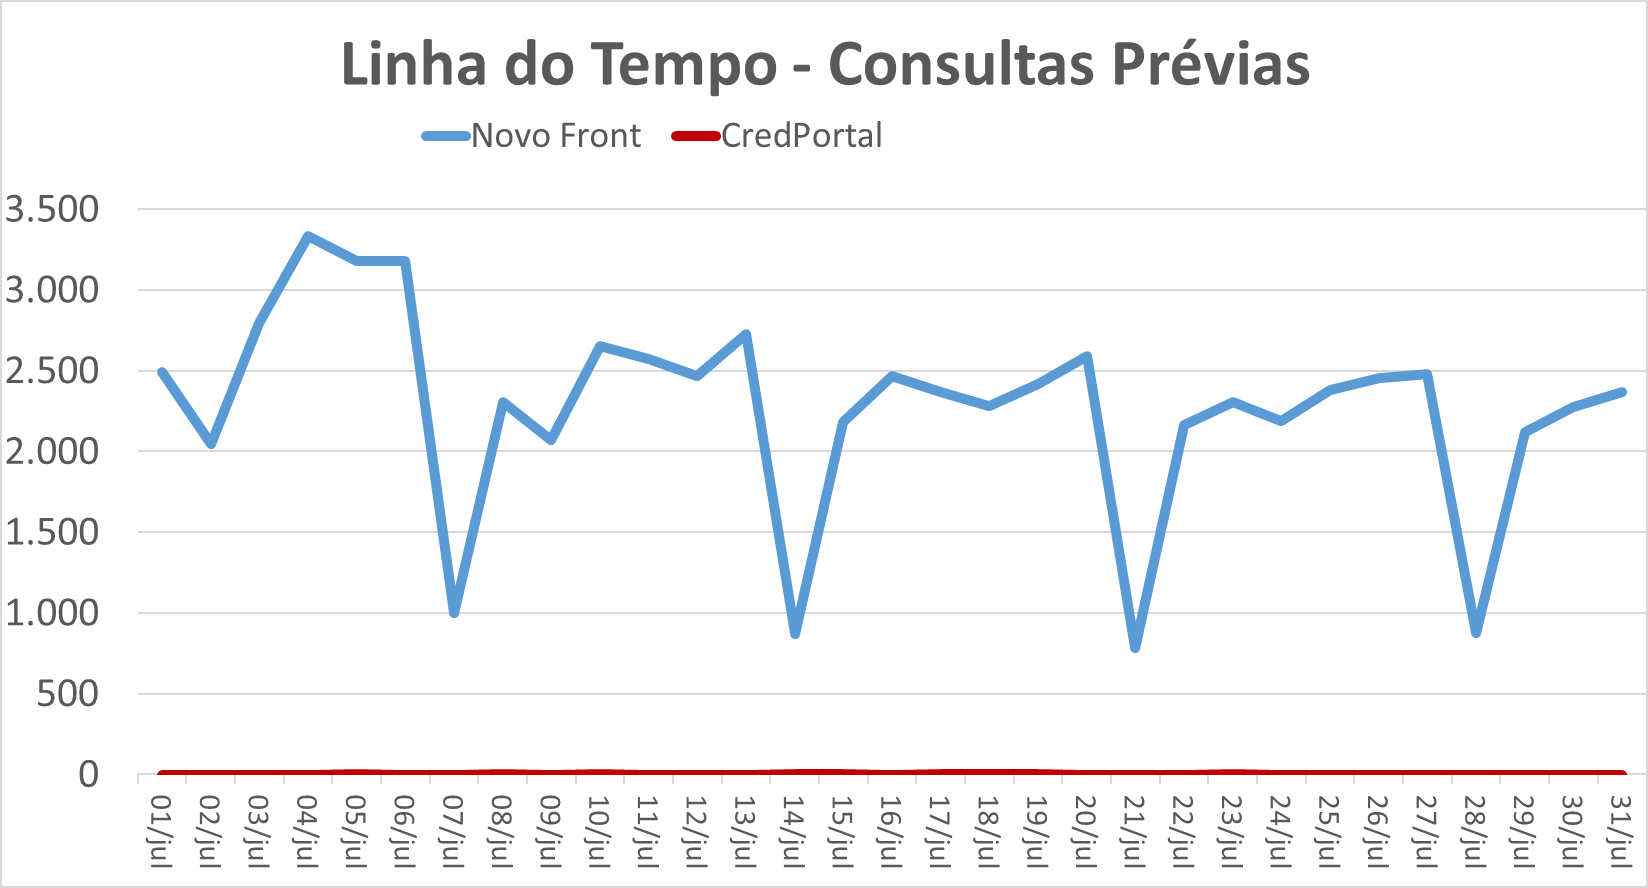 Linha do Tempo - Consultas Prévias
Novo Front CredPortal
3.500
3.000
2.500
2.000
1.500
1.000
500
0
01/jul 02/jul 03/jul 04/jul 05/jul 06/jul 07/jul 08/jul 09/jul 10/jul 11/jul 12/jul 13/jul 14/jul 15/jul 16/jul 17/jul 18/jul 19/jul 20/jul 21/jul 22/jul 23/jul 24/jul 25/jul 26/jul 27/jul 28/jul 29/jul 30/jul 31/jul